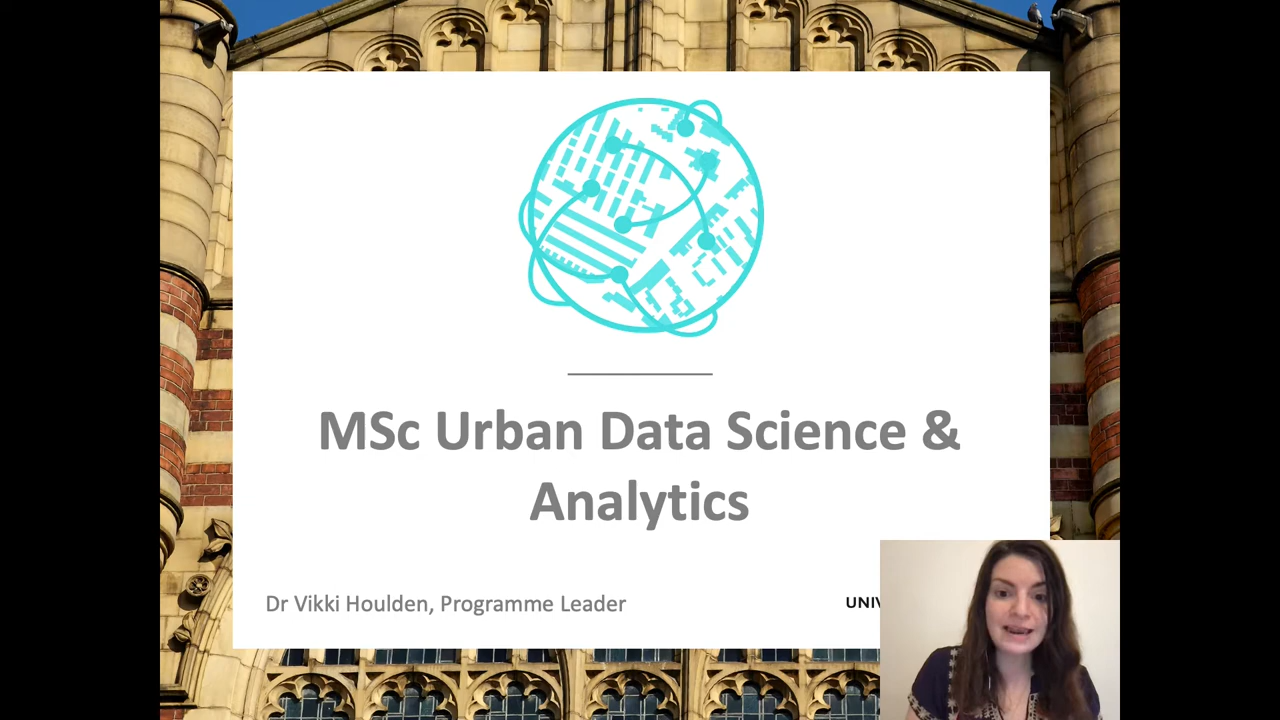 MSc Urban Data Science &
Analytics
Dr Vikki Houlden, Programme Leader